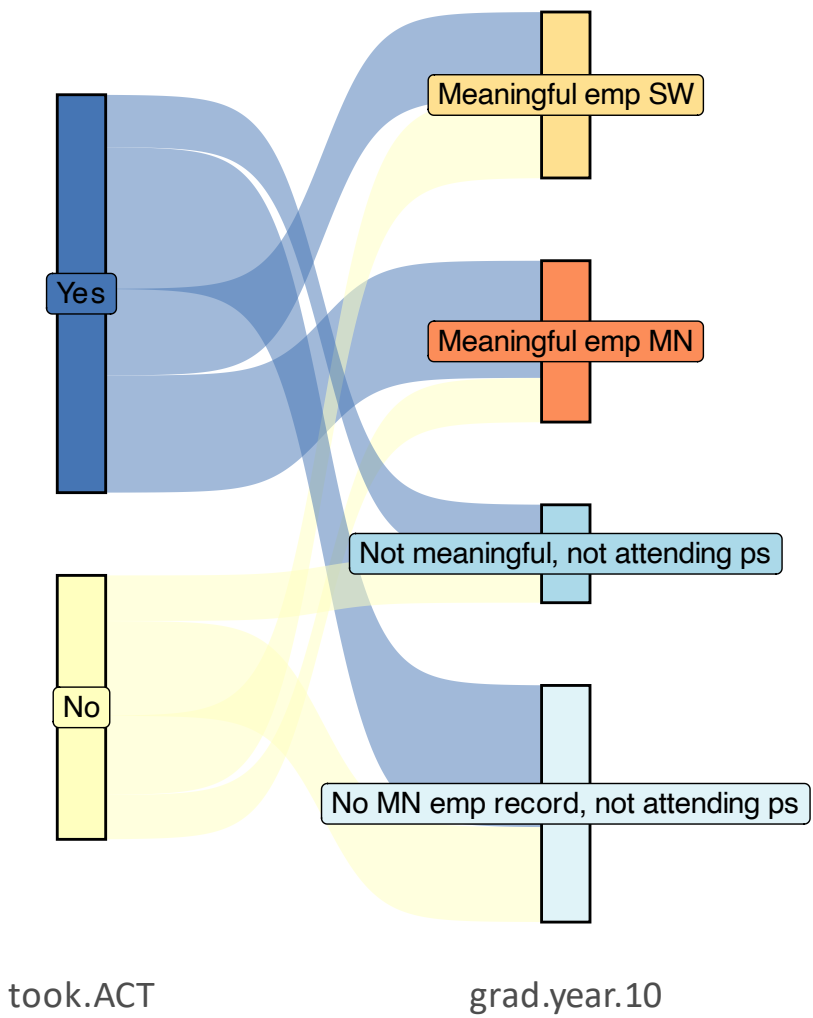 Meaningful emp SW
Yes
Meaningful emp MN
Not meaningful, not attending ps
No
No MN emp record, not attending ps
took.ACT
grad.year.10